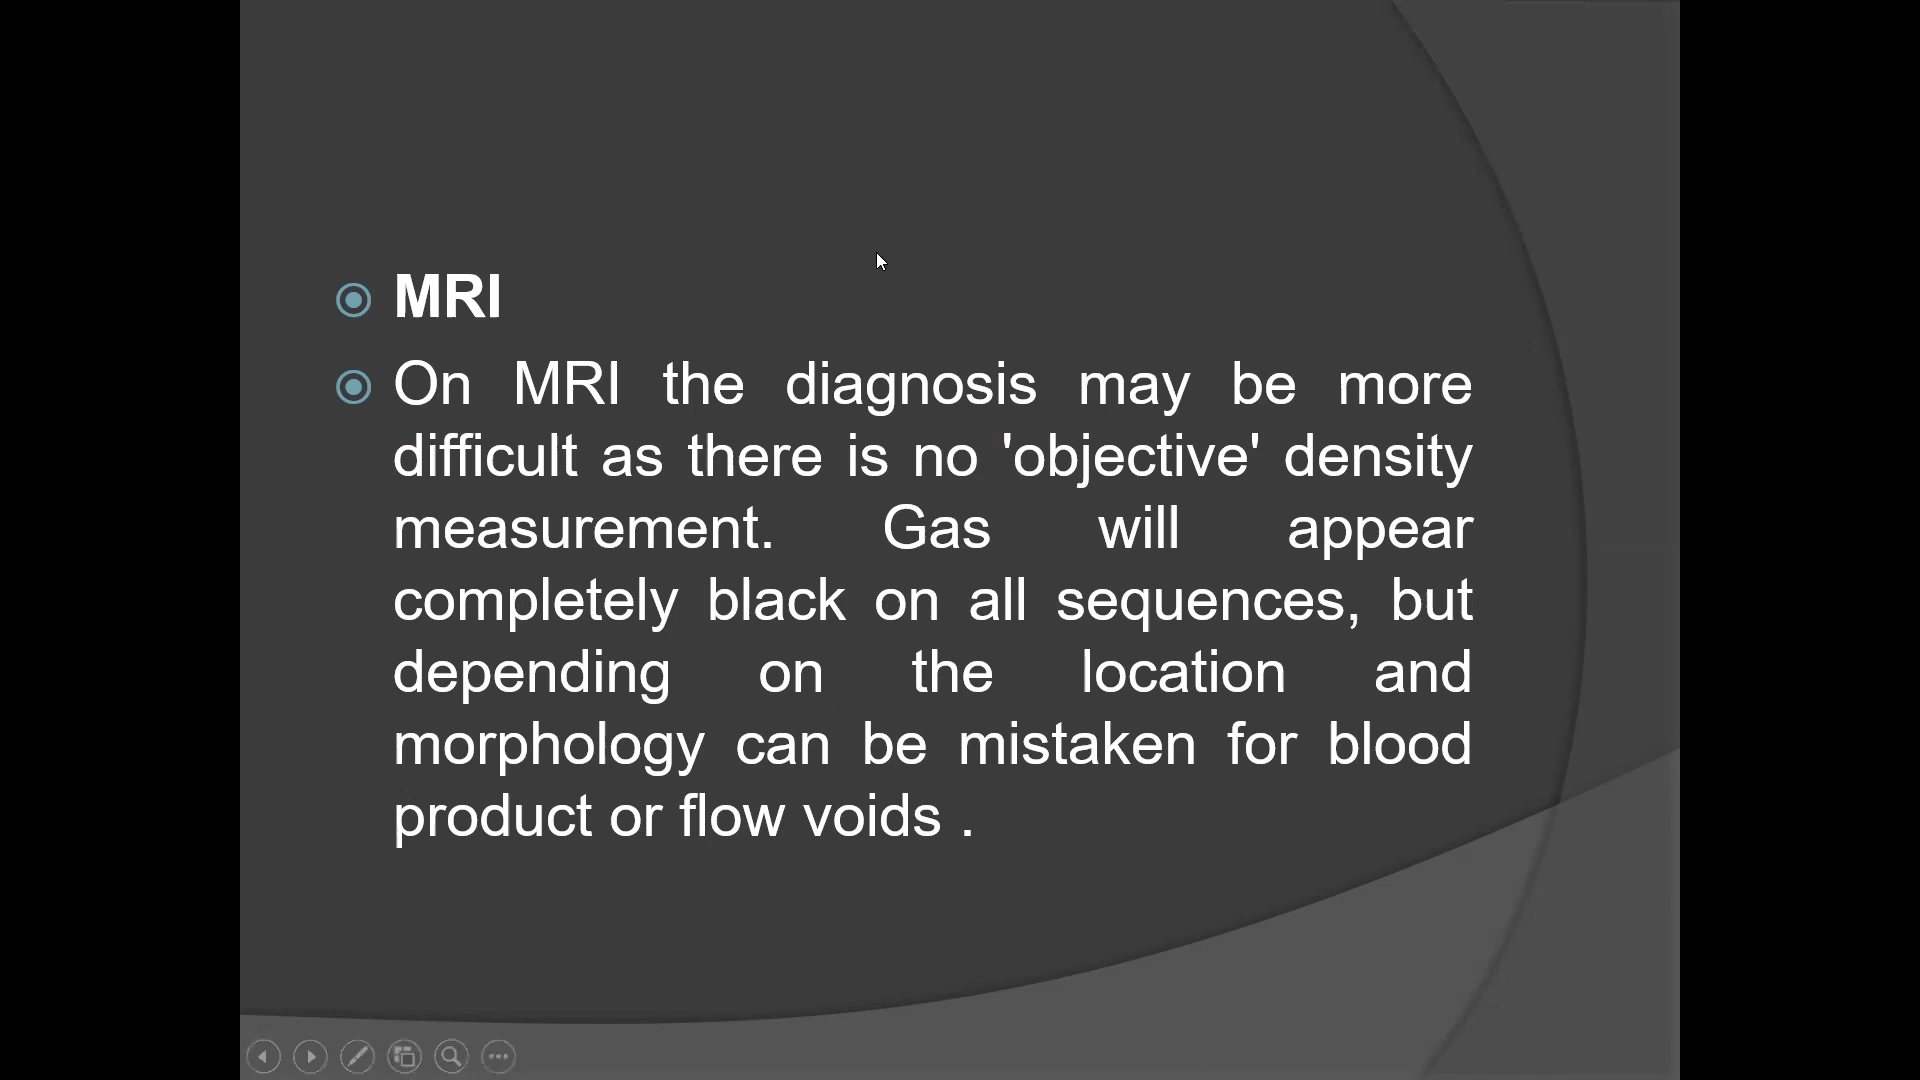 MRI
On MRI the diagnosis may be more
difficult as there is no 'objective' density
measurement. Gas will appear
completely black on all sequences, but
depending on the location and
morphology can be mistaken for blood
product or flow voids .